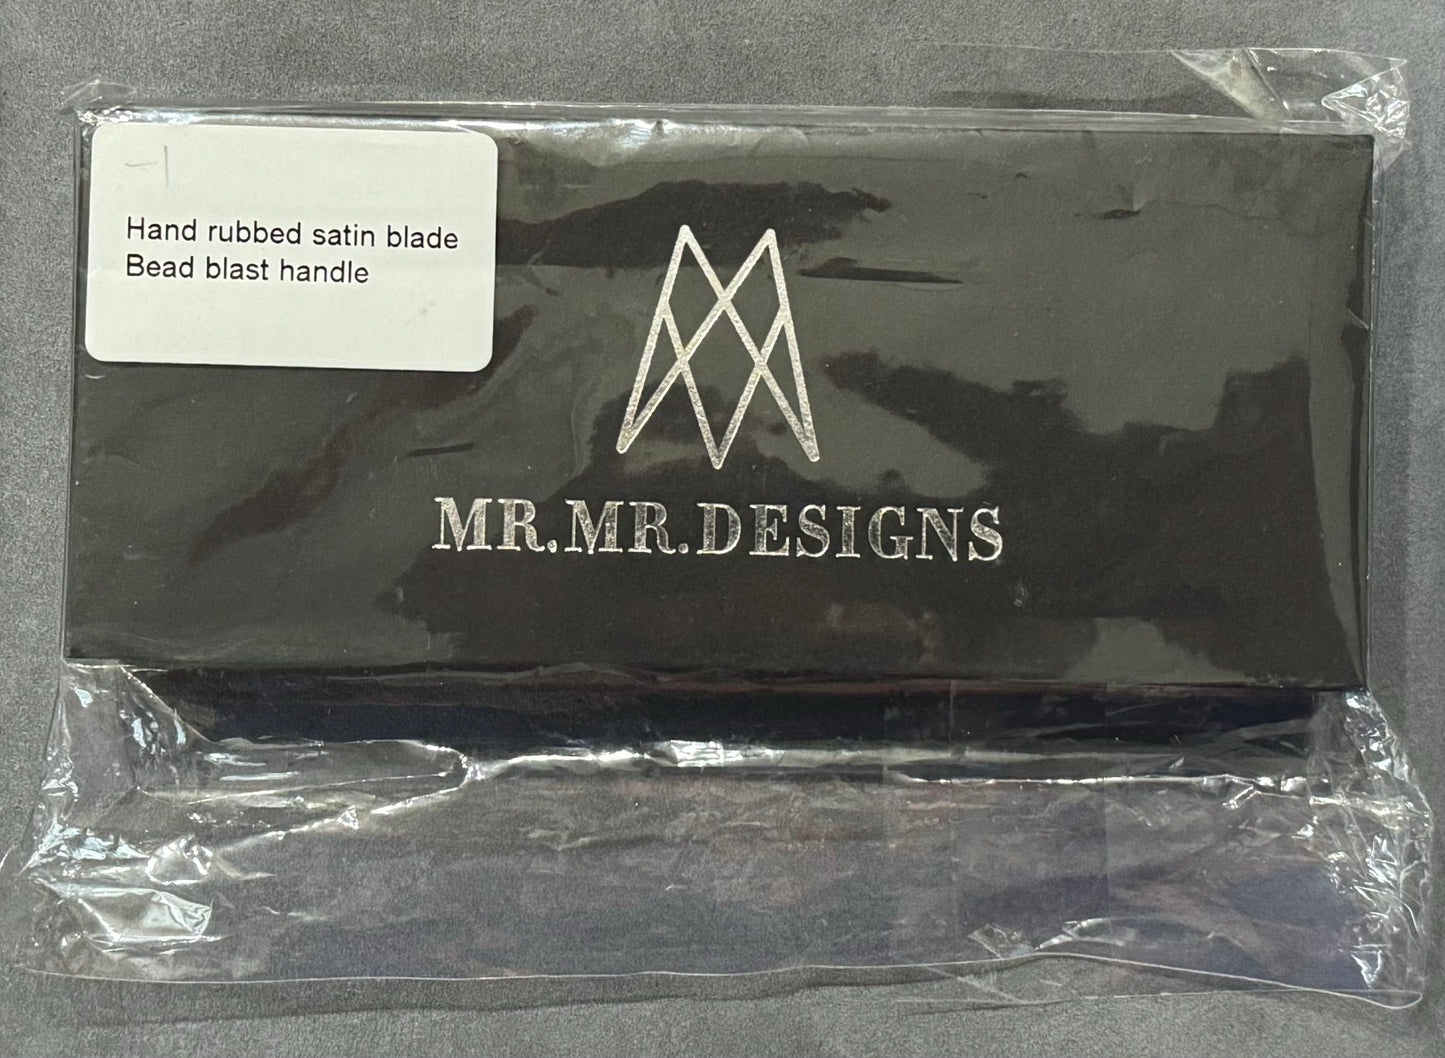 Hand rubbed satin blade
Bead blast handle
MR.MR.DESIGNS